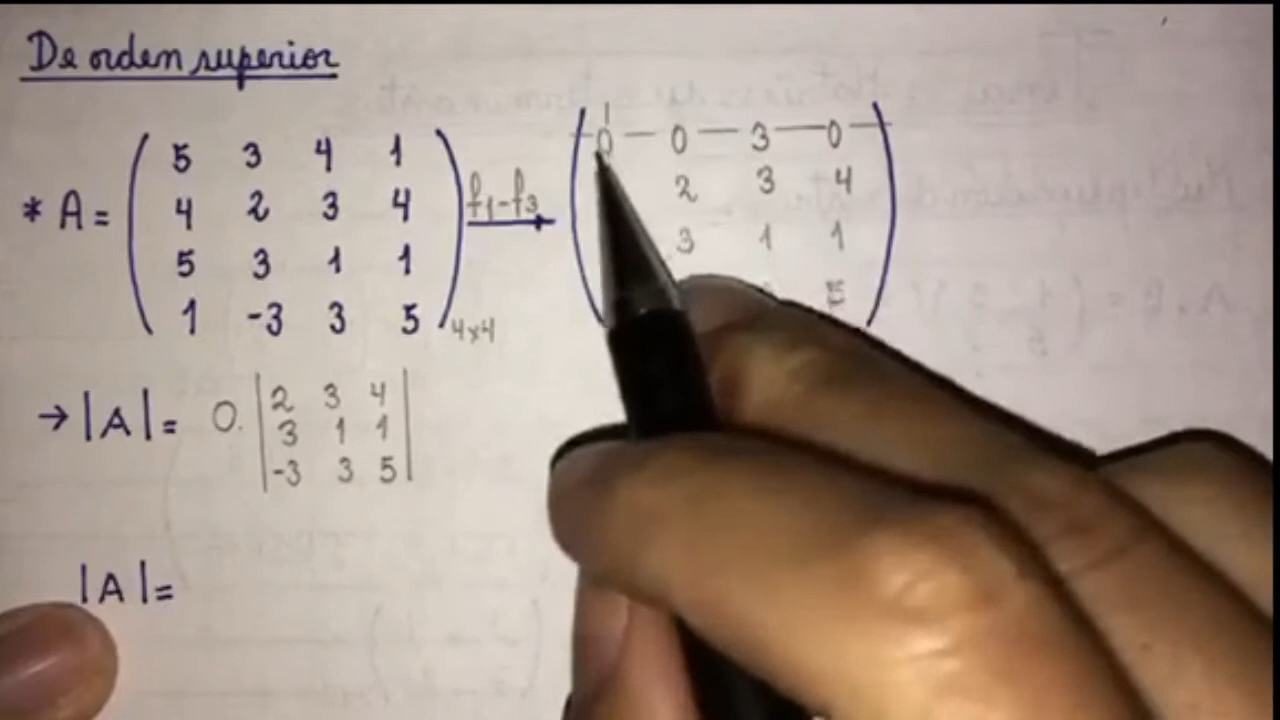 De orden superior
* A = ( 5 3 4 1 f₁-f₃ → ( 0 0 3 0 )
4 2 3 4 2 3 4
5 3 1 1 3 1 1
1 -3 3 5 ) 4x4 5
→ |A| = 0. | 2 3 4
3 1 1
-3 3 5 |
|A| =